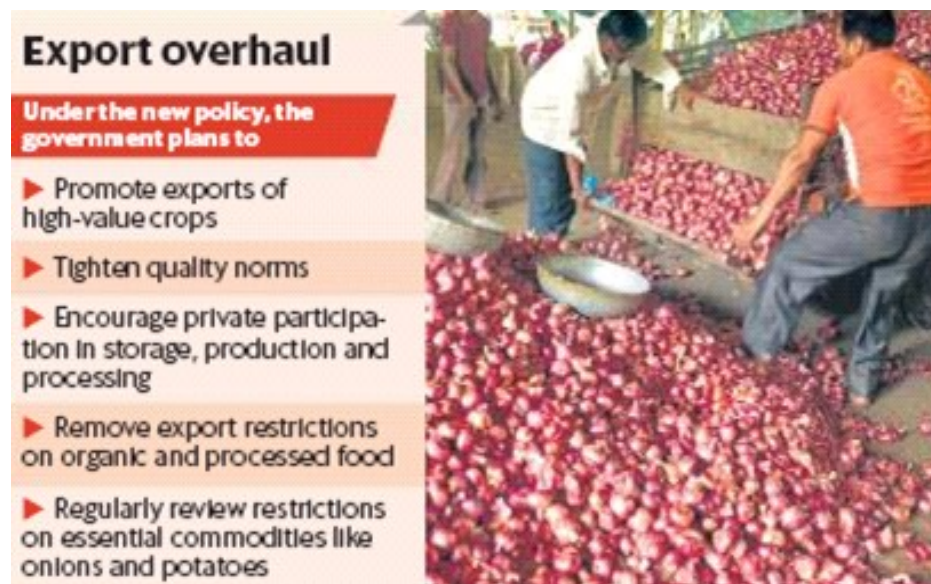 Export overhaul
Under the new policy, the
government plans to
▶ Promote exports of
high-value crops
▶ Tighten quality norms
▶ Encourage private participa-
tion in storage, production and
processing
▶ Remove export restrictions
on organic and processed food
▶ Regularly review restrictions
on essential commodities like
onions and potatoes